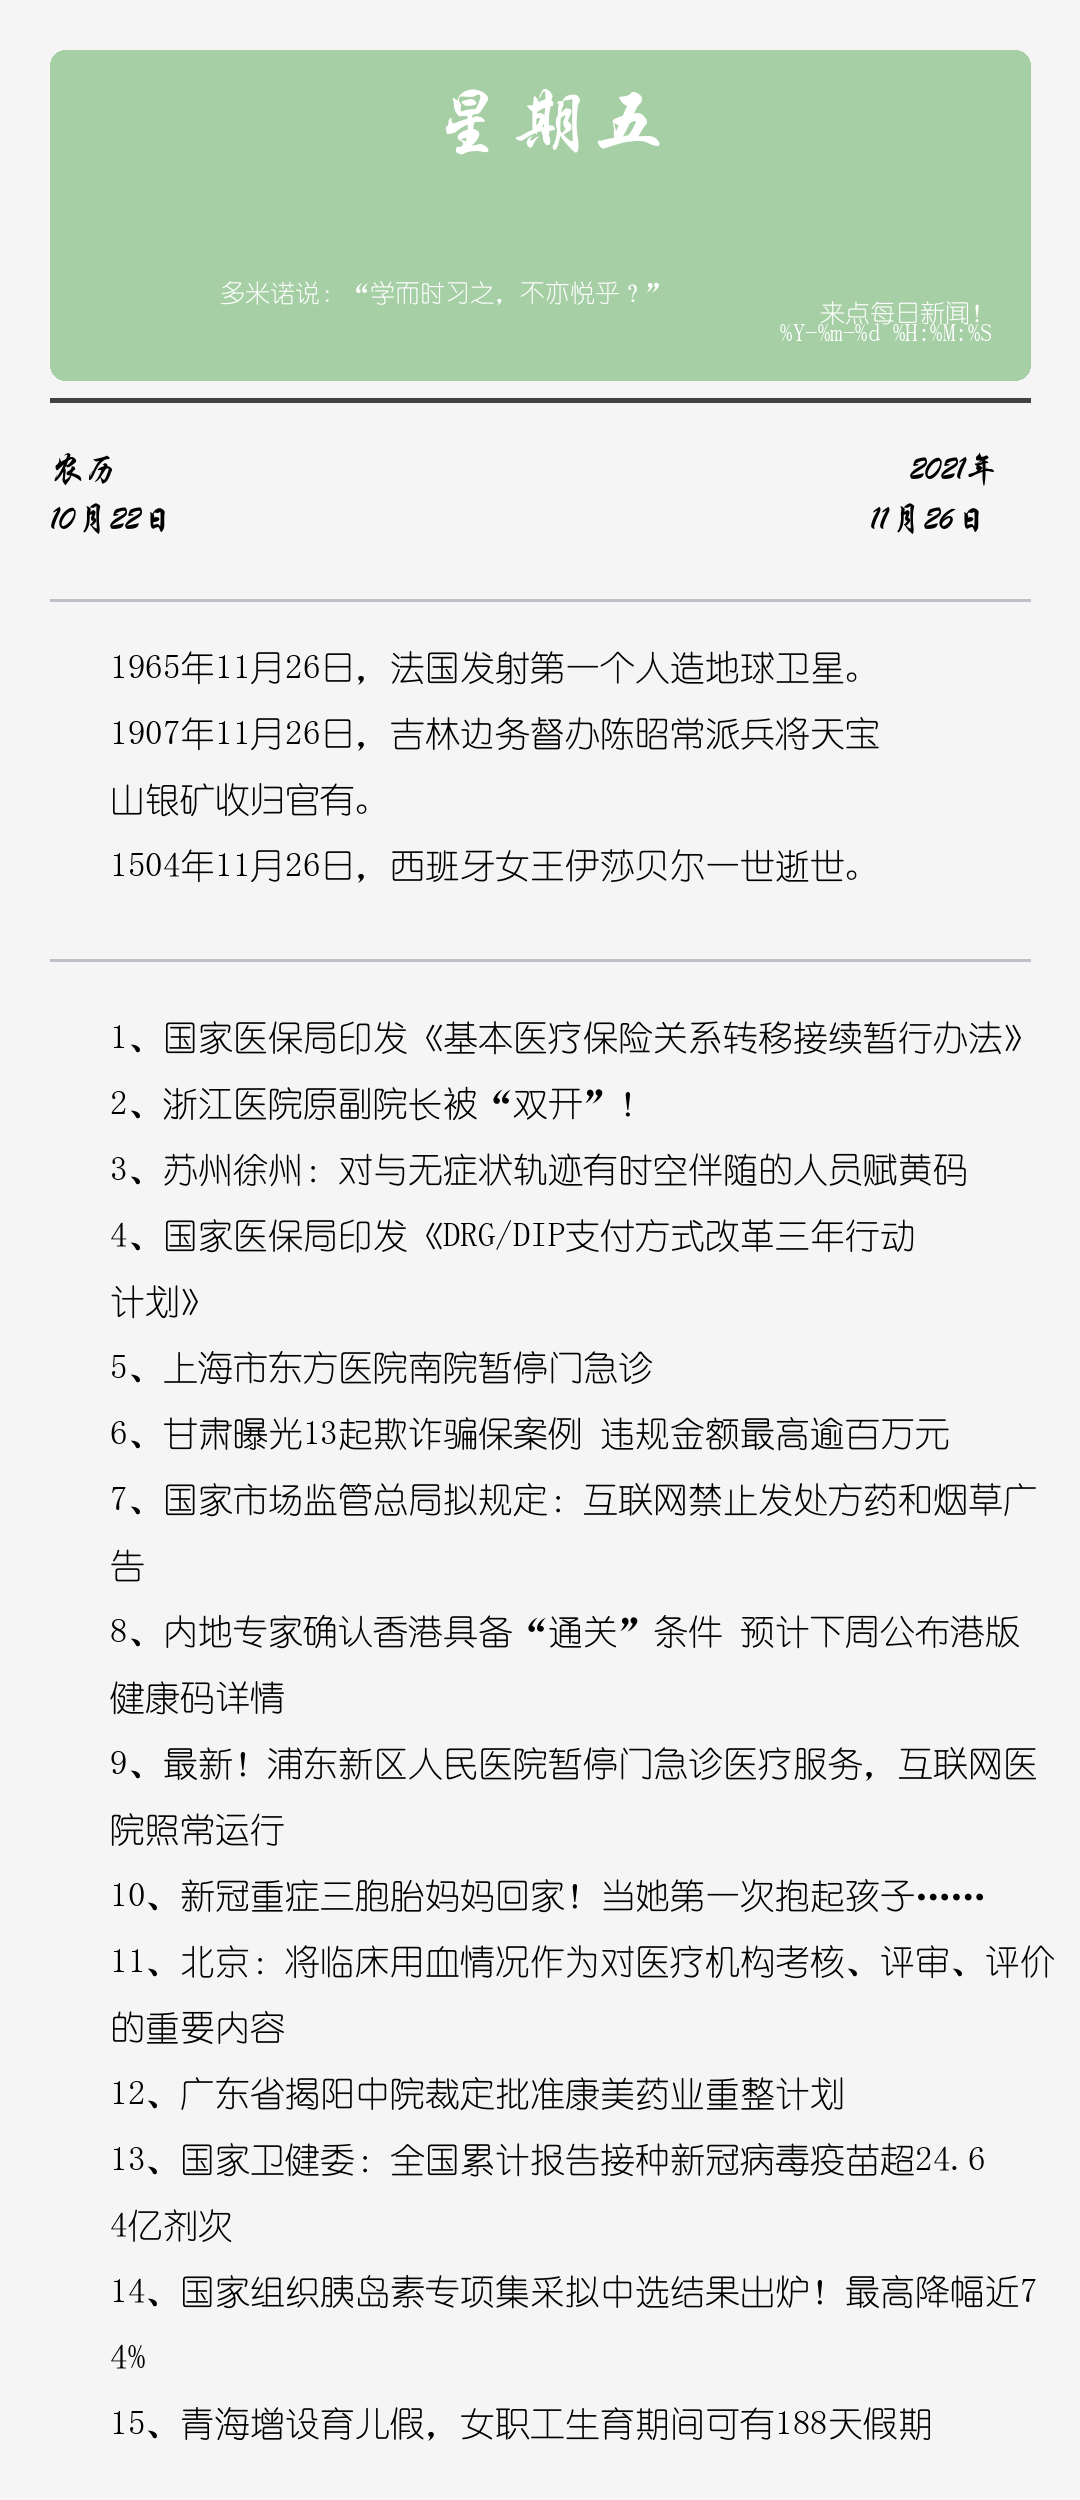 星期五
多米诺说：“学而时习之，不亦悦乎？”
来点每日新闻！
%Y-%m-%d %H:%M:%S
农历
2021年
10月22日
11月26日
1965年11月26日，法国发射第一个人造地球卫星。
1907年11月26日，吉林边务督办陈昭常派兵将天宝
山银矿收归官有。
1504年11月26日，西班牙女王伊莎贝尔一世逝世。
1、国家医保局印发《基本医疗保险关系转移接续暂行办法》
2、浙江医院原副院长被“双开”！
3、苏州徐州：对与无症状轨迹有时空伴随的人员赋黄码
4、国家医保局印发《DRG/DIP支付方式改革三年行动
计划》
5、上海市东方医院南院暂停门急诊
6、甘肃曝光13起欺诈骗保案例 违规金额最高逾百万元
7、国家市场监管总局拟规定：互联网禁止发处方药和烟草广
告
8、内地专家确认香港具备“通关”条件 预计下周公布港版
健康码详情
9、最新！浦东新区人民医院暂停门急诊医疗服务，互联网医
院照常运行
10、新冠重症三胞胎妈妈回家！当她第一次抱起孩子……
11、北京：将临床用血情况作为对医疗机构考核、评审、评价
的重要内容
12、广东省揭阳中院裁定批准康美药业重整计划
13、国家卫健委：全国累计报告接种新冠病毒疫苗超24.6
4亿剂次
14、国家组织胰岛素专项集采拟中选结果出炉！最高降幅近7
4%
15、青海增设育儿假，女职工生育期间可有188天假期